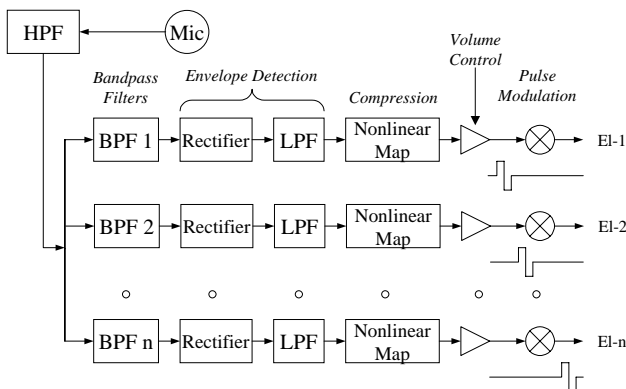 HPF
Mic
Volume
Control
Bandpass
Filters
Envelope Detection
Compression
Pulse
Modulation
BPF 1
Rectifier
LPF
Nonlinear
Map
El-1
BPF 2
Rectifier
LPF
Nonlinear
Map
El-2
BPF n
Rectifier
LPF
Nonlinear
Map
El-n